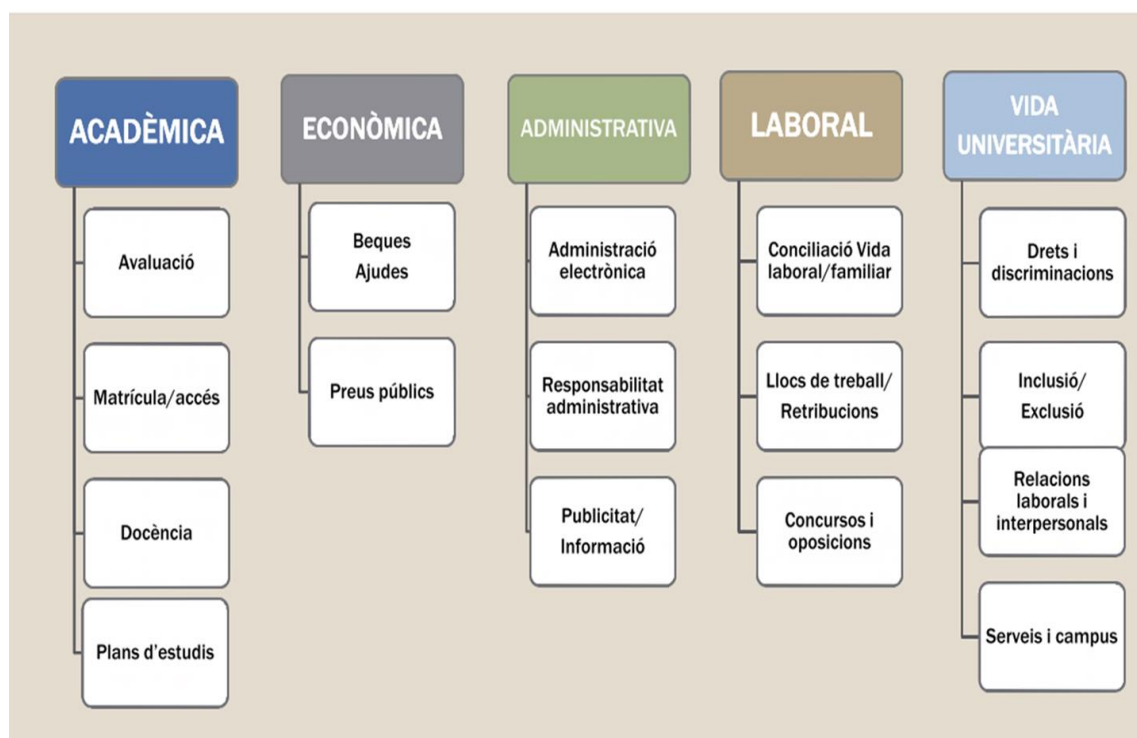 ACADÈMICA
Avaluació
Matrícula/accés
Docència
Plans d'estudis
ECONÒMICA
Beques
Ajudes
Preus públics
ADMINISTRATIVA
Administració
electrònica
Responsabilitat
administrativa
Publicitat/
Informació
LABORAL
Conciliació Vida
laboral/familiar
Llocs de treball/
Retribucions
Concursos i
oposicions
VIDA
UNIVERSITÀRIA
Drets i
discriminacions
Inclusió/
Exclusió
Relacions
laborals i
interpersonals
Serveis i campus